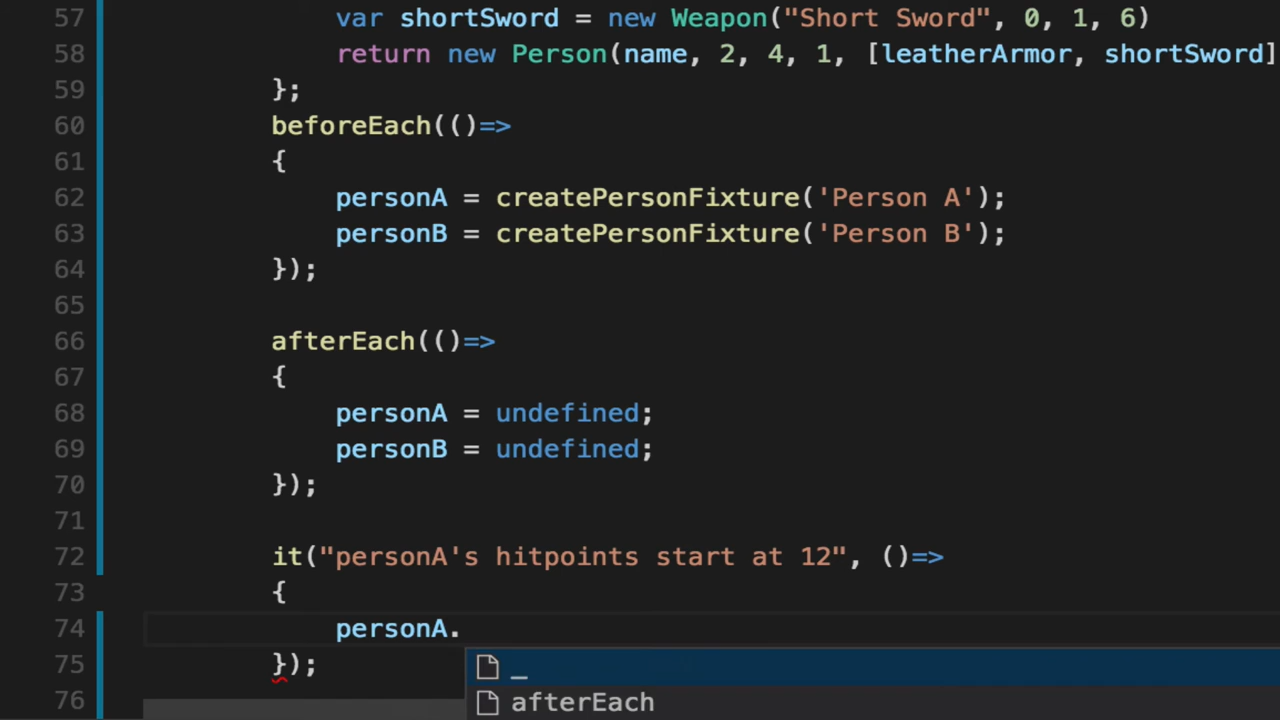 57 var shortSword = new Weapon("Short Sword", 0, 1, 6)
58 return new Person(name, 2, 4, 1, [leatherArmor, shortSword]
59 };
60 beforeEach(()=>
61 {
62 personA = createPersonFixture('Person A');
63 personB = createPersonFixture('Person B');
64 });
65
66 afterEach(()=>
67 {
68 personA = undefined;
69 personB = undefined;
70 });
71
72 it("personA's hitpoints start at 12", ()=>
73 {
74 personA.
75 });
_
76
afterEach